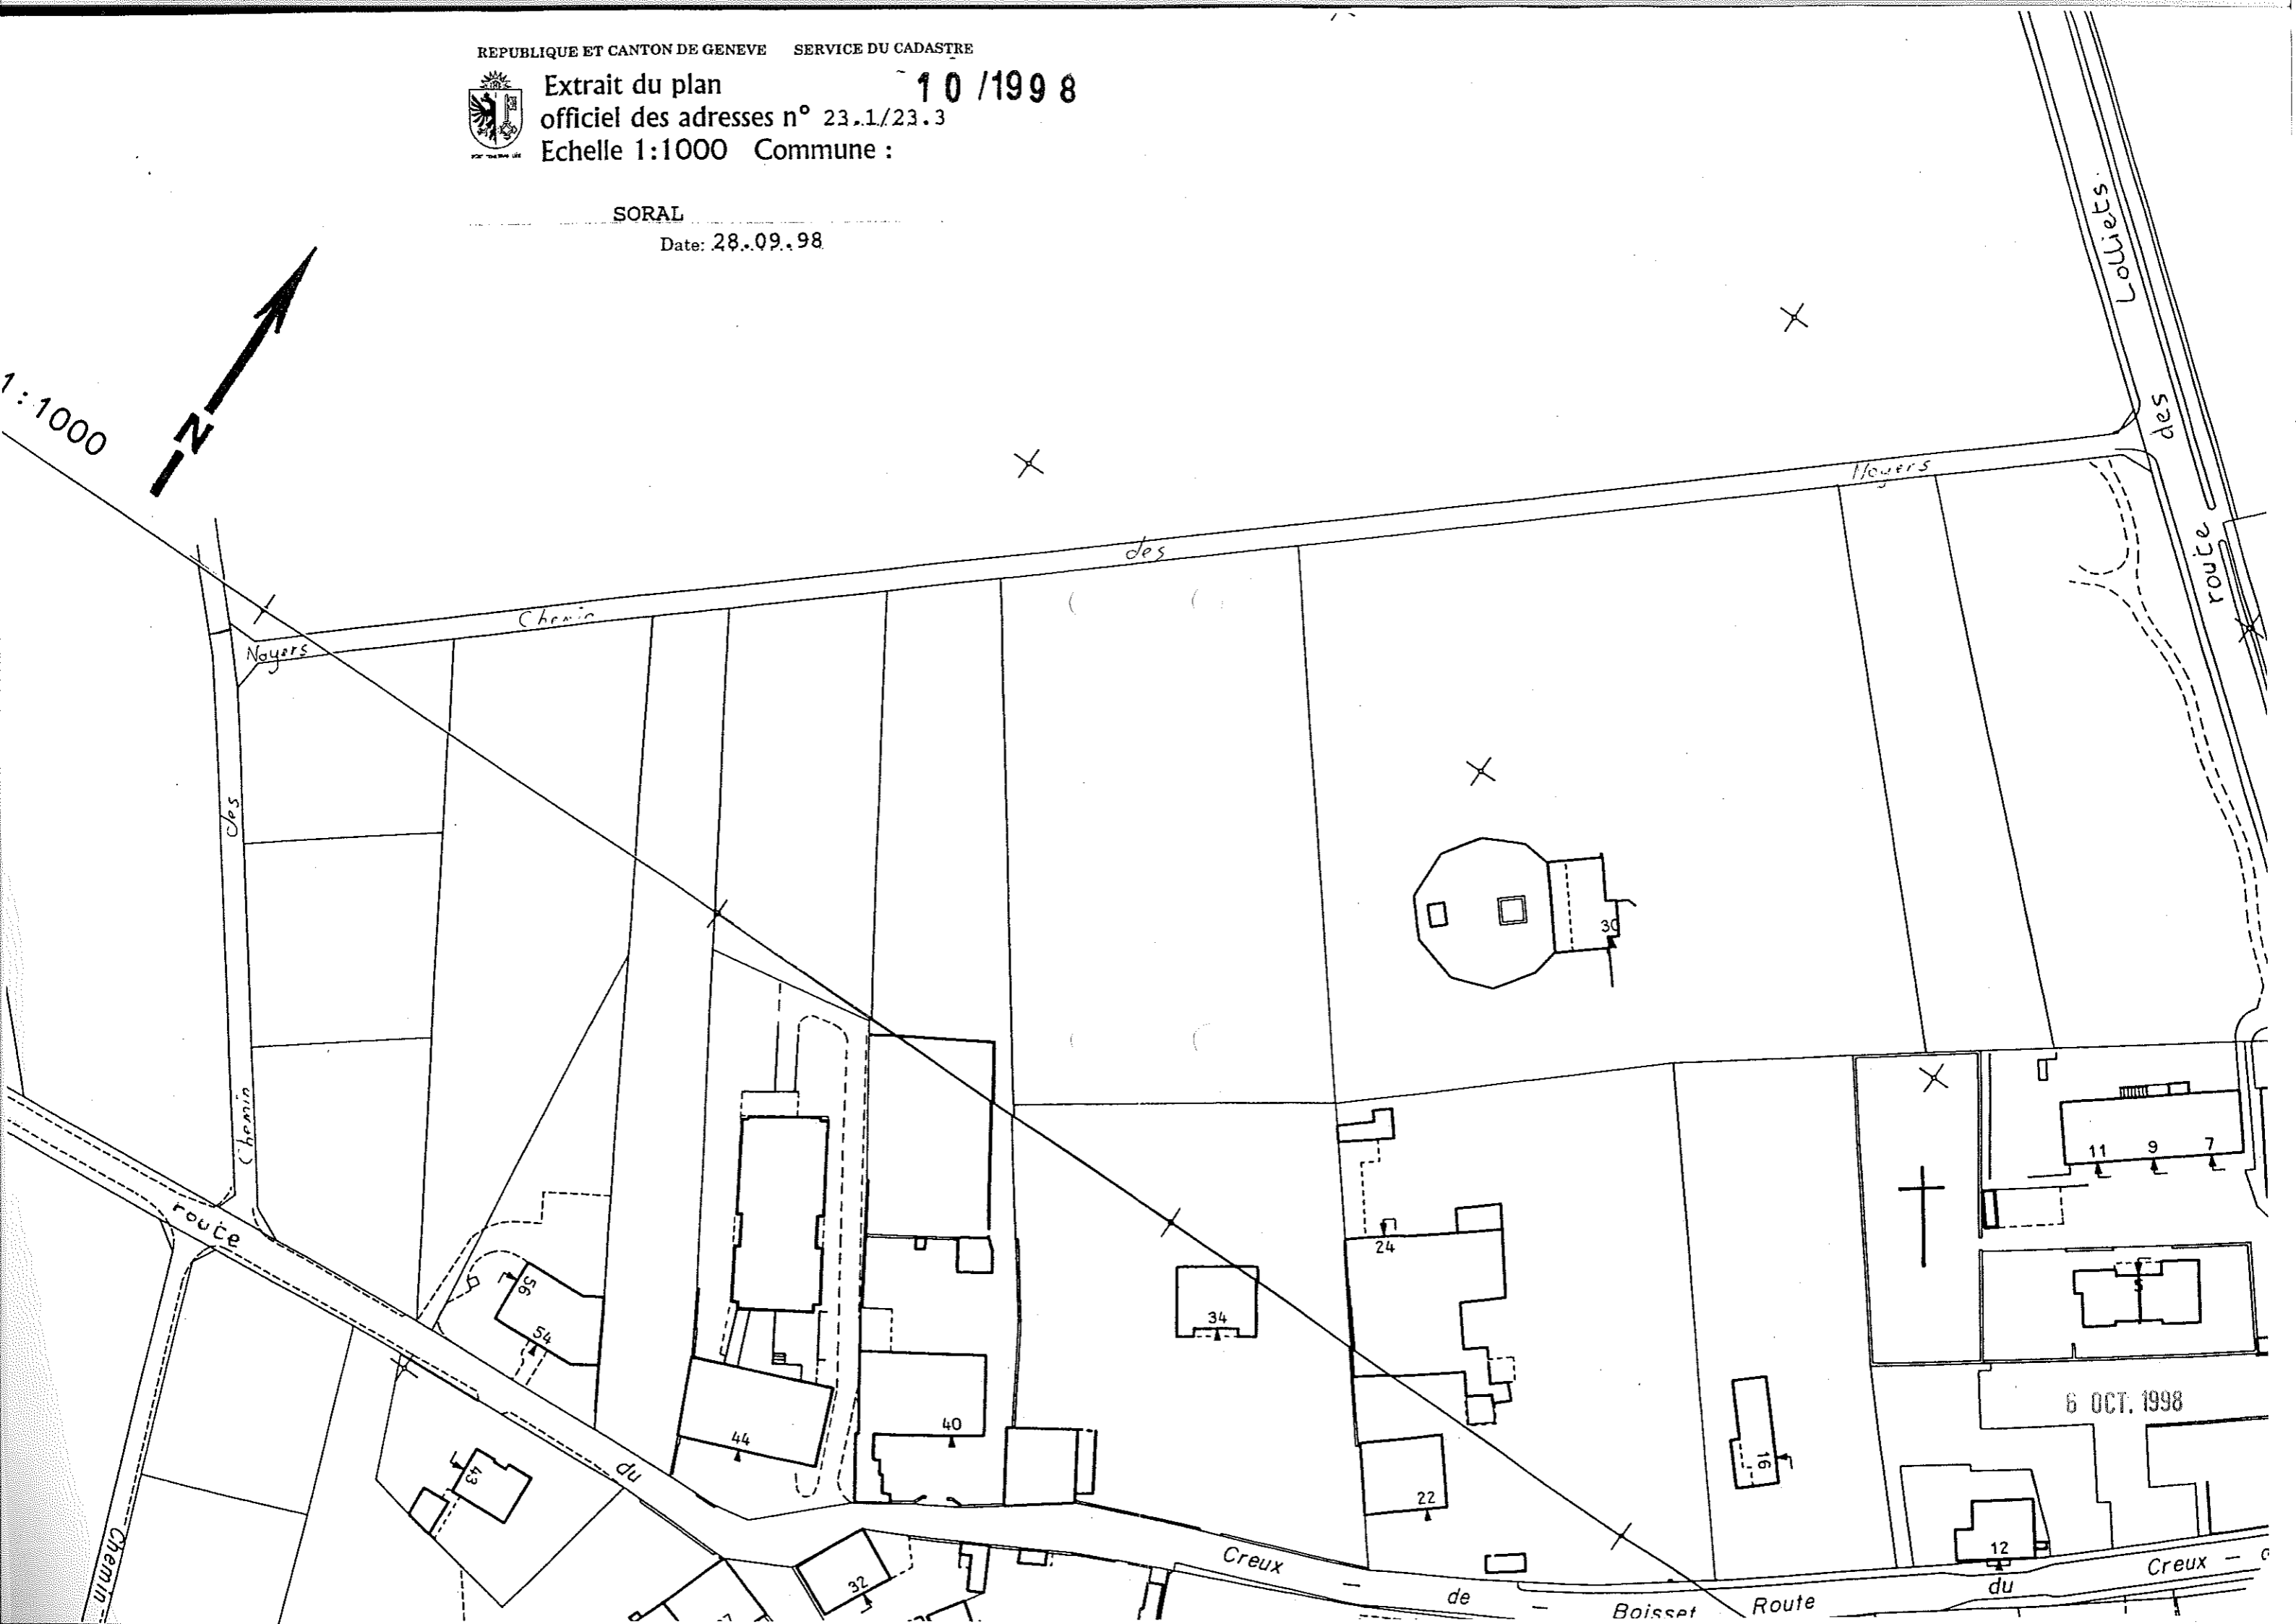 REPUBLIQUE ET CANTON DE GENEVE SERVICE DU CADASTRE
Extrait du plan 10/1998
officiel des adresses n° 23.1/23.3
Echelle 1:1000 Commune :
SORAL
Date: 28.09.98
1:1000
N
Lolliets
des
route
Noyers
des
Chemin
Noyers
des
Chemin
route
du
Creux - de - Boisset
Route du Creux -
Chemin
30
11 9 7
5
24
34
56
54
44
40
43
22
16
12
32
6 OCT. 1998